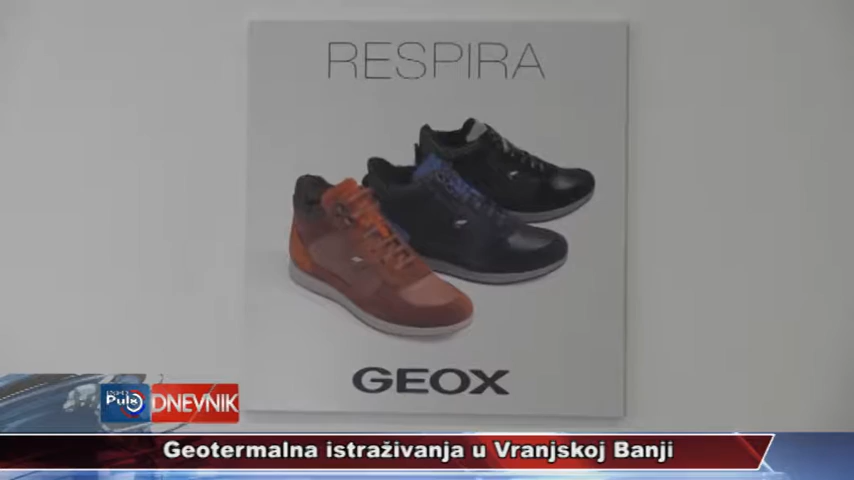 RESPIRA
GEOX
Puls
DNEVNIK
Geotermalna istraživanja u Vranjskoj Banji